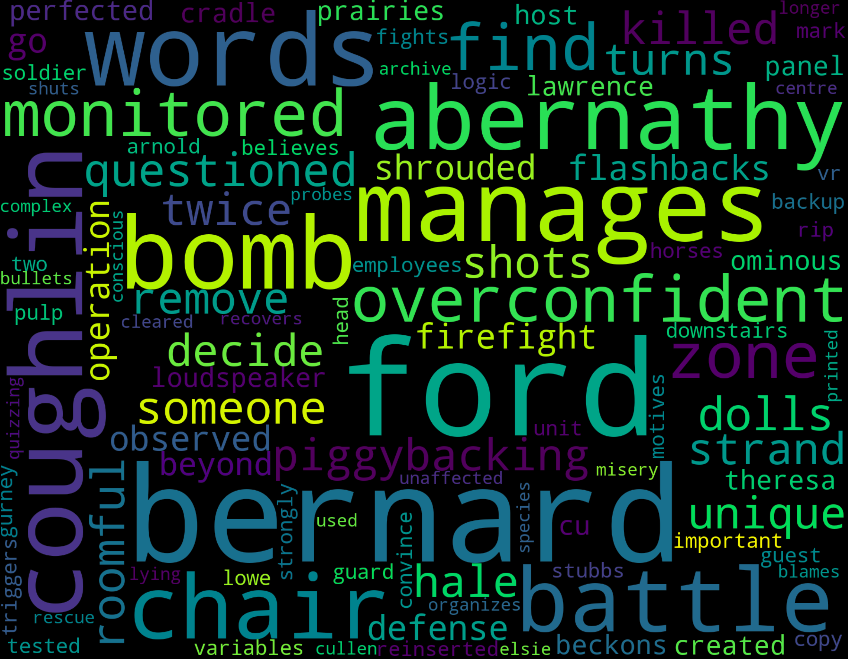 perfected cradle prairies host killed longer
go words fights find turns mark
soldier archive panel
shuts logic lawrence centre
monitored abernathy
arnold believes
questioned shrouded flashbacks vr
complex twice probes manages backup
coughlin operation conscious bomb rip
two employees shots horses ominous
bullets remove overconfident
pulp cleared recovers head firefight downstairs
decide ford zone printed
quizzing loudspeaker motives
someone unit dolls
observed piggybacking strand
beyond unaffected misery theresa
triggers gurney roomful bernard species unique
strongly used cu important
lying lowe guard convince hale stubbs guest
chair organizes battle blames
rescue defense beckons created copy
tested variables cullen reinserted elsie